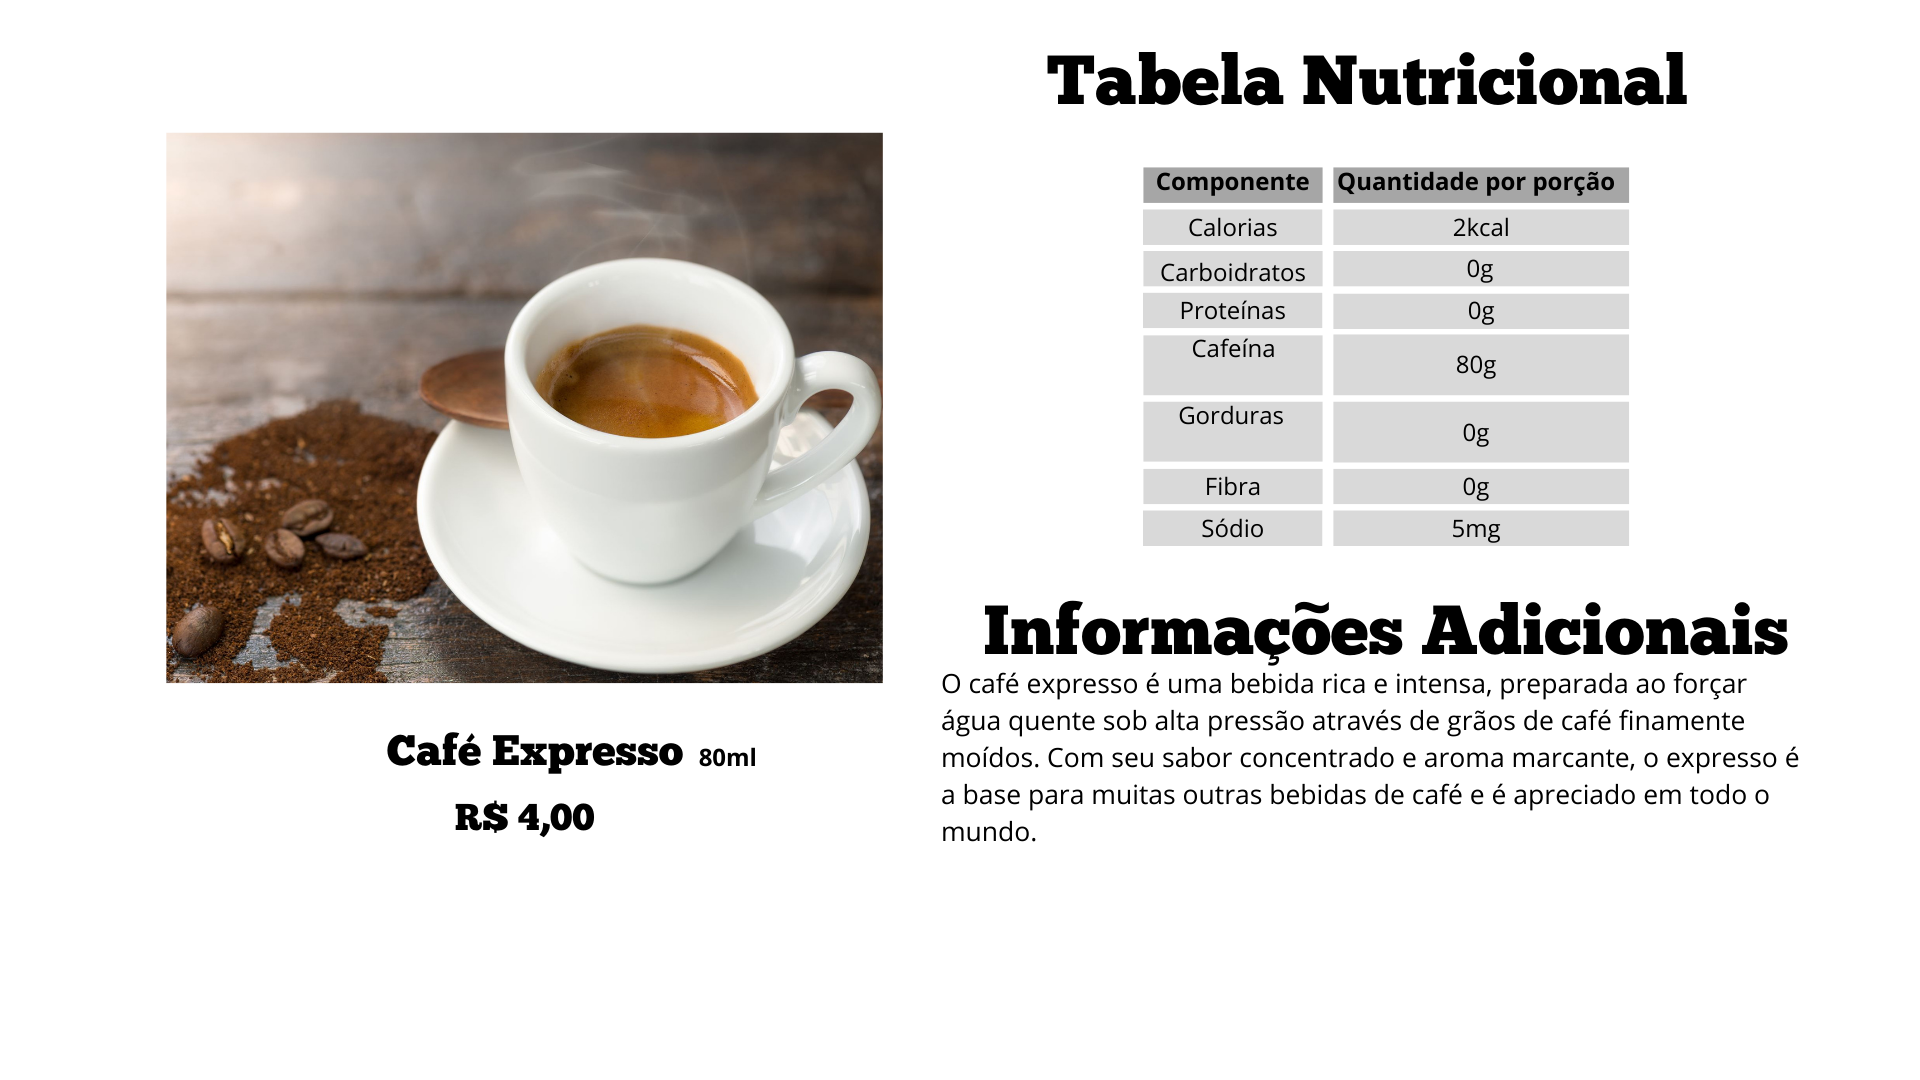 Tabela Nutricional
Componente Quantidade por porção
Calorias 2kcal
Carboidratos 0g
Proteínas 0g
Cafeína 80g
Gorduras 0g
Fibra 0g
Sódio 5mg
Café Expresso 80ml
R$ 4,00
Informações Adicionais
O café expresso é uma bebida rica e intensa, preparada ao forçar
água quente sob alta pressão através de grãos de café finamente
moídos. Com seu sabor concentrado e aroma marcante, o expresso é
a base para muitas outras bebidas de café e é apreciado em todo o
mundo.